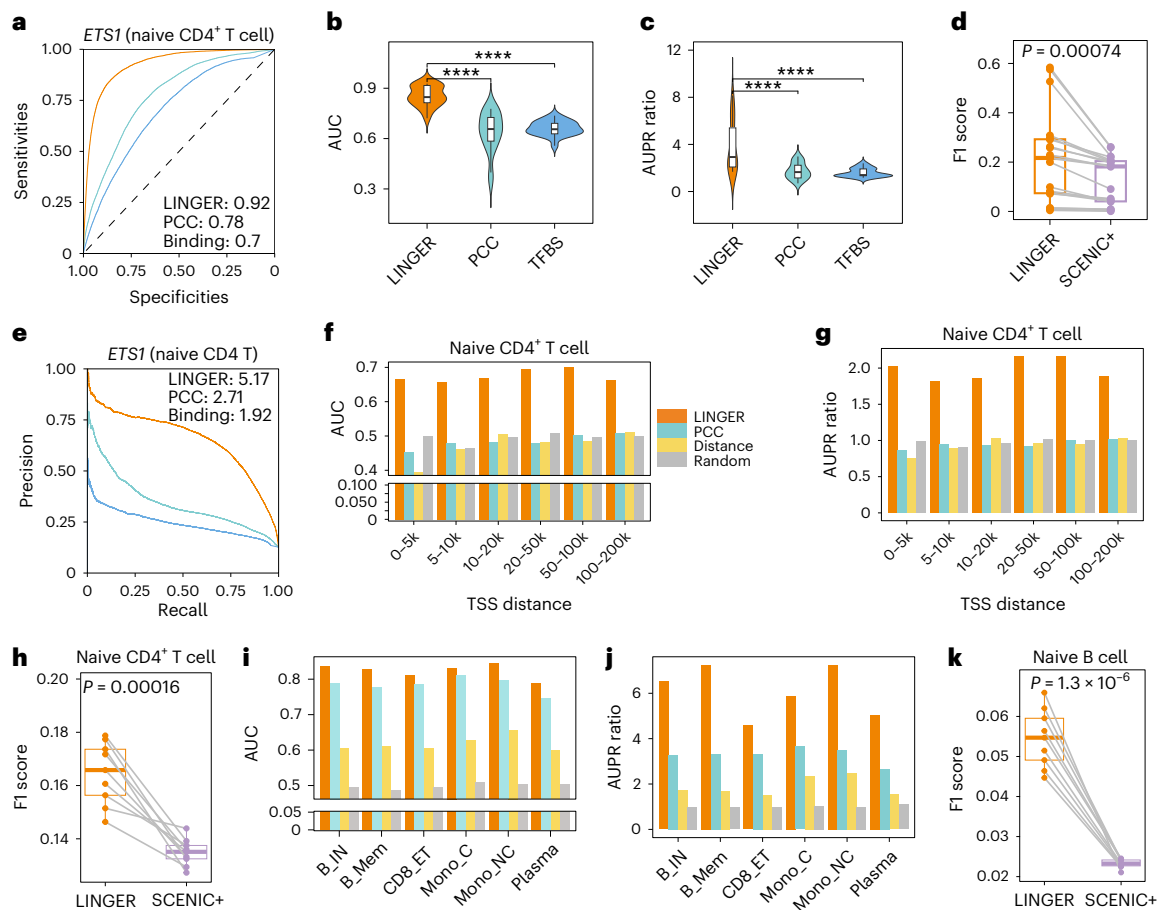 a
ETS1 (naive CD4+ T cell)
1.00
0.75
0.50
0.25
0
Sensitivities
LINGER: 0.92
PCC: 0.78
Binding: 0.7
1.00 0.75 0.50 0.25 0
Specificities
b
0.9
0.6
0.3
AUC
****
****
LINGER PCC TFBS
c
12
8
4
0
AUPR ratio
****
****
LINGER PCC TFBS
d
P = 0.00074
0.6
0.4
0.2
0
F1 score
LINGER SCENIC+
e
ETS1 (naive CD4 T)
1.00
0.75
0.50
0.25
0
Precision
LINGER: 5.17
PCC: 2.71
Binding: 1.92
0 0.25 0.50 0.75 1.00
Recall
f
Naive CD4+ T cell
0.7
0.6
0.5
0.4
0.100
0.050
0
AUC
0–5k 5–10k 10–20k 20–50k 50–100k 100–200k
TSS distance
LINGER
PCC
Distance
Random
g
Naive CD4+ T cell
2.0
1.5
1.0
0.5
0
AUPR ratio
0–5k 5–10k 10–20k 20–50k 50–100k 100–200k
TSS distance
h
Naive CD4+ T cell
P = 0.00016
0.20
0.18
0.16
0.14
F1 score
LINGER SCENIC+
i
0.8
0.7
0.6
0.5
0.05
0
AUC
B_IN B_Mem CD8_ET Mono_C Mono_NC Plasma
j
6
4
2
0
AUPR ratio
B_IN B_Mem CD8_ET Mono_C Mono_NC Plasma
k
Naive B cell
P = 1.3 × 10−6
0.06
0.05
0.04
0.03
0.02
F1 score
LINGER SCENIC+